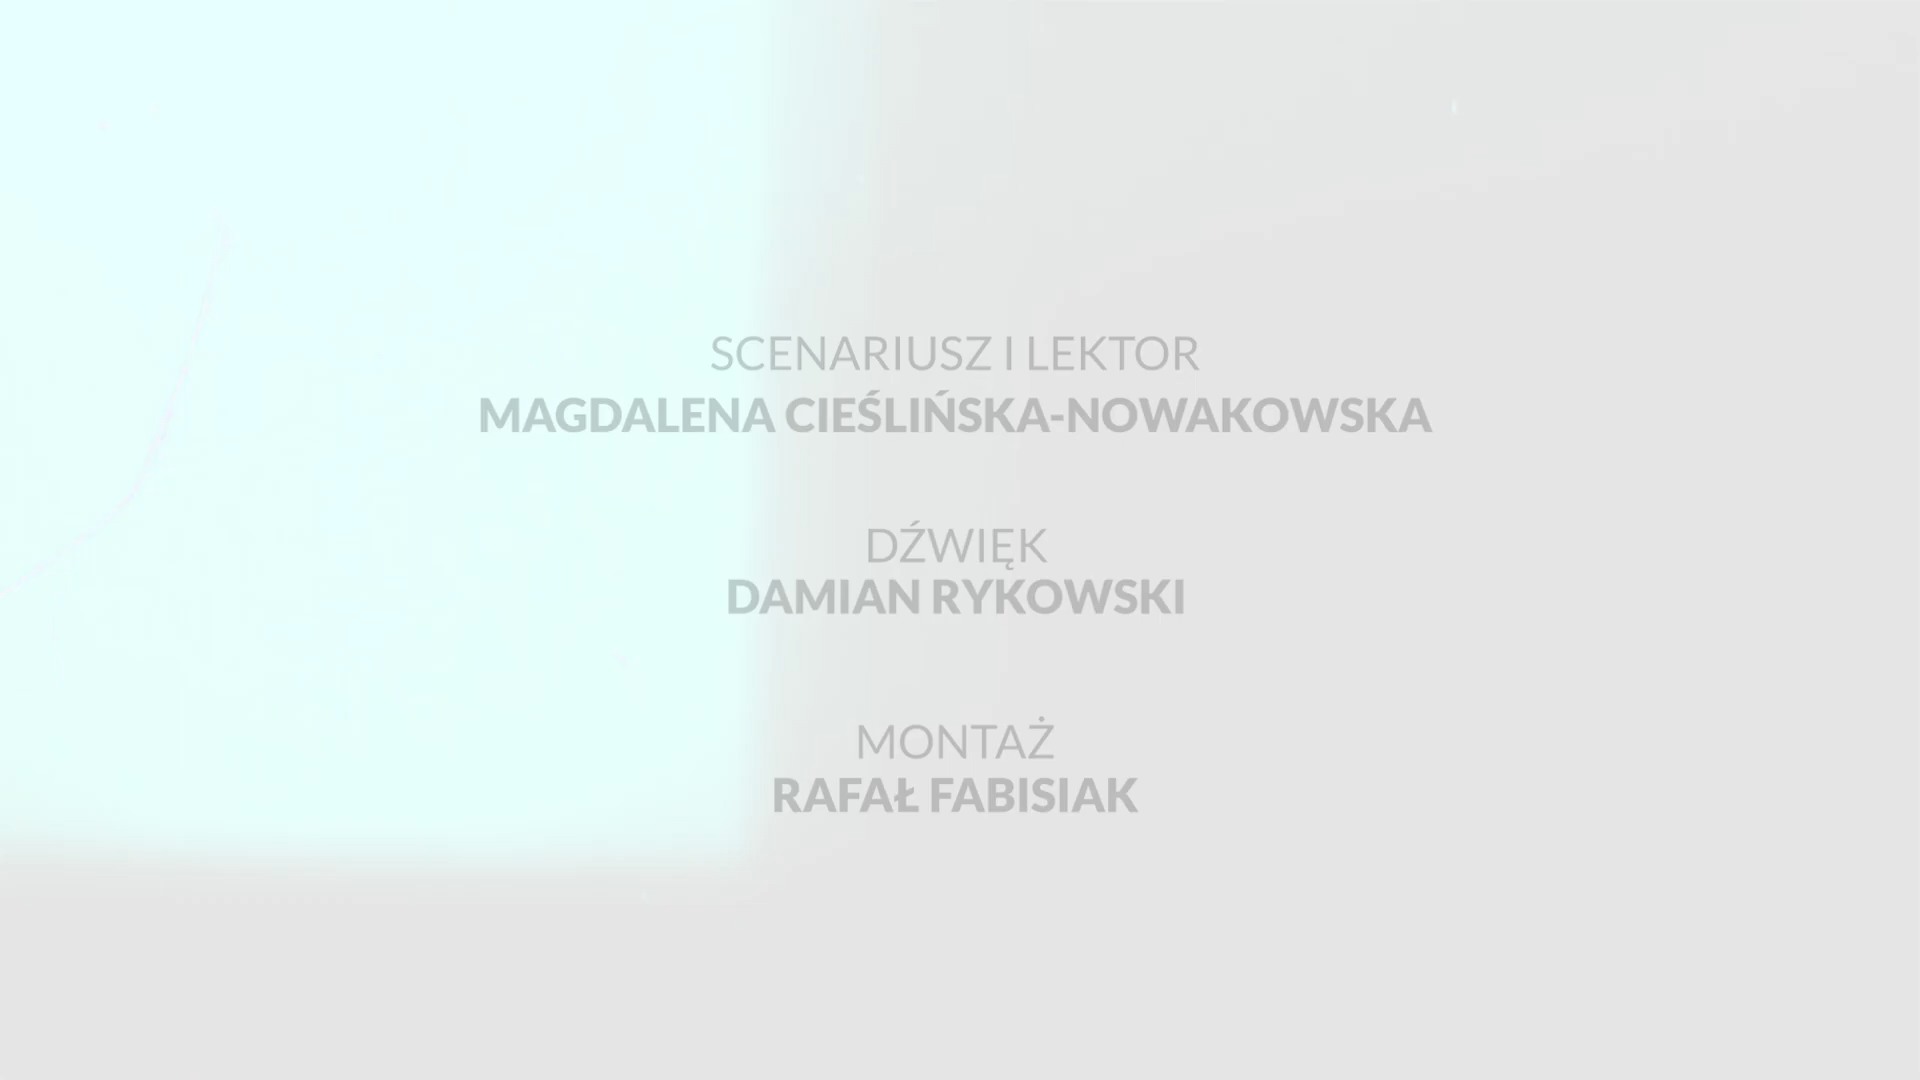 SCENARIUSZ I LEKTOR
MAGDALENA CIEŚLIŃSKA-NOWAKOWSKA
DŹWIĘK
DAMIAN RYKOWSKI
MONTAŻ
RAFAŁ FABISIAK